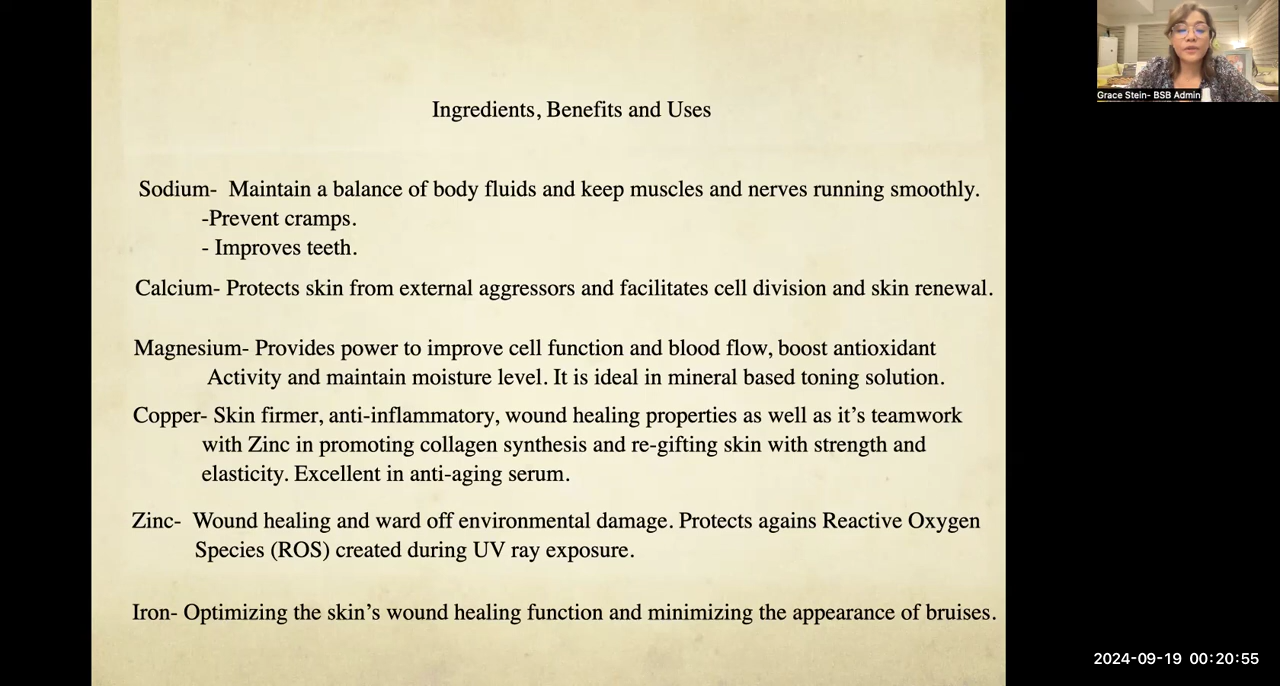 Ingredients, Benefits and Uses
Sodium- Maintain a balance of body fluids and keep muscles and nerves running smoothly.
-Prevent cramps.
- Improves teeth.
Calcium- Protects skin from external aggressors and facilitates cell division and skin renewal.
Magnesium- Provides power to improve cell function and blood flow, boost antioxidant
Activity and maintain moisture level. It is ideal in mineral based toning solution.
Copper- Skin firmer, anti-inflammatory, wound healing properties as well as it’s teamwork
with Zinc in promoting collagen synthesis and re-gifting skin with strength and
elasticity. Excellent in anti-aging serum.
Zinc- Wound healing and ward off environmental damage. Protects agains Reactive Oxygen
Species (ROS) created during UV ray exposure.
Iron- Optimizing the skin’s wound healing function and minimizing the appearance of bruises.
Grace Stein- BSB Admin
2024-09-19 00:20:55